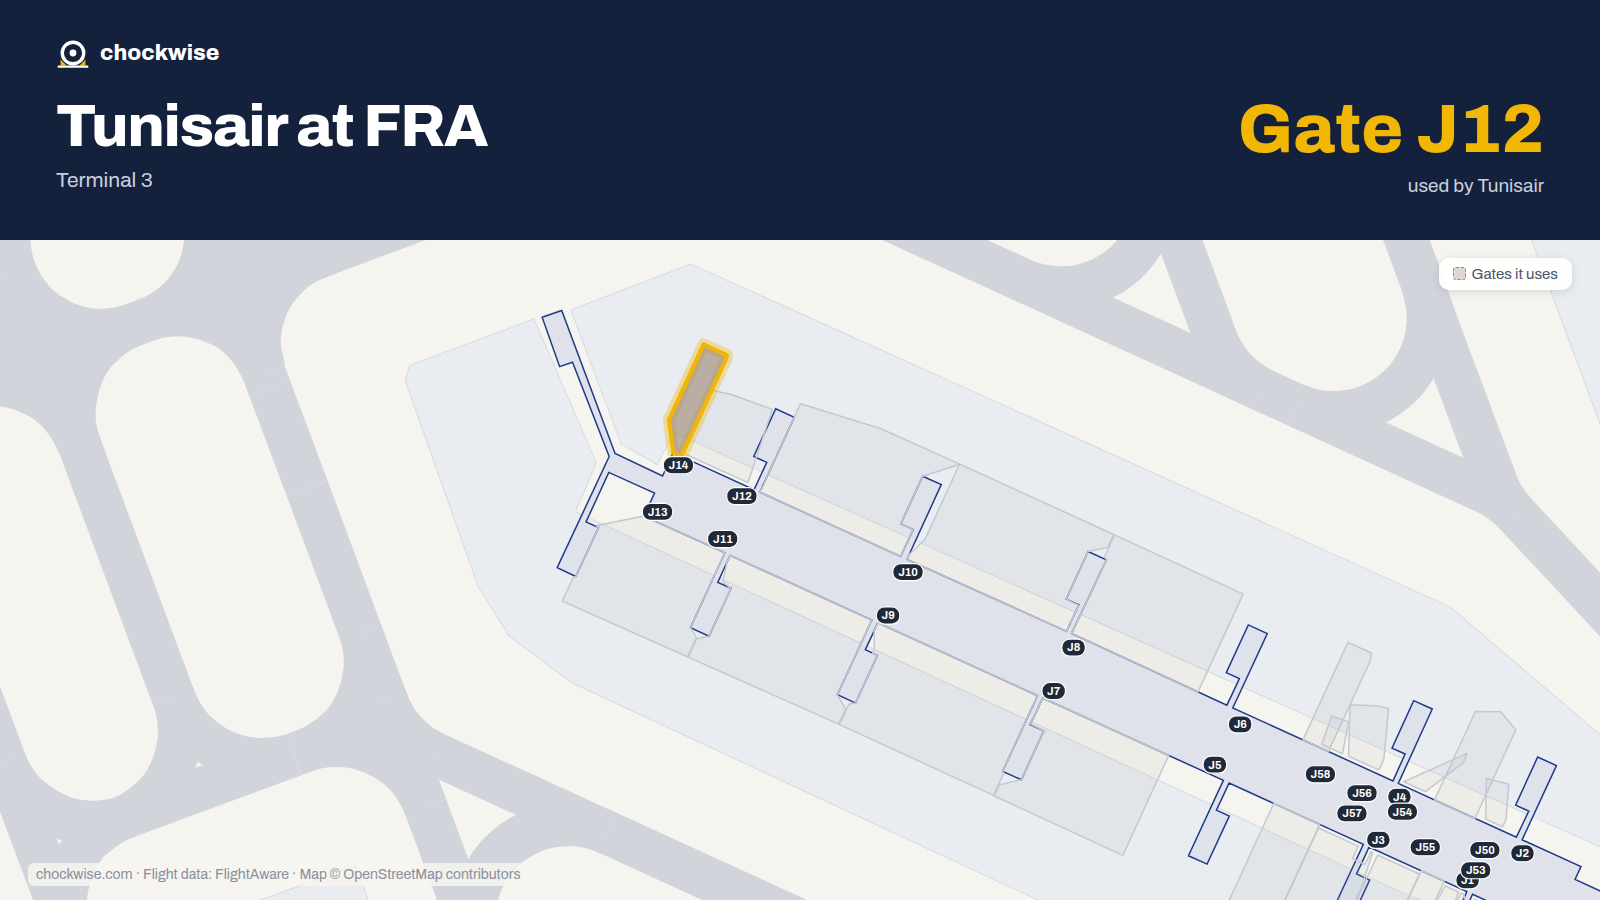 chockwise
Tunisair at FRA
Terminal 3
Gate J12
used by Tunisair
Gates it uses
J14
J12
J13
J11
J10
J9
J8
J7
J6
J5
J58
J56
J4
J57
J54
J3
J55
J50
J2
J53
J1
chockwise.com · Flight data: FlightAware · Map © OpenStreetMap contributors